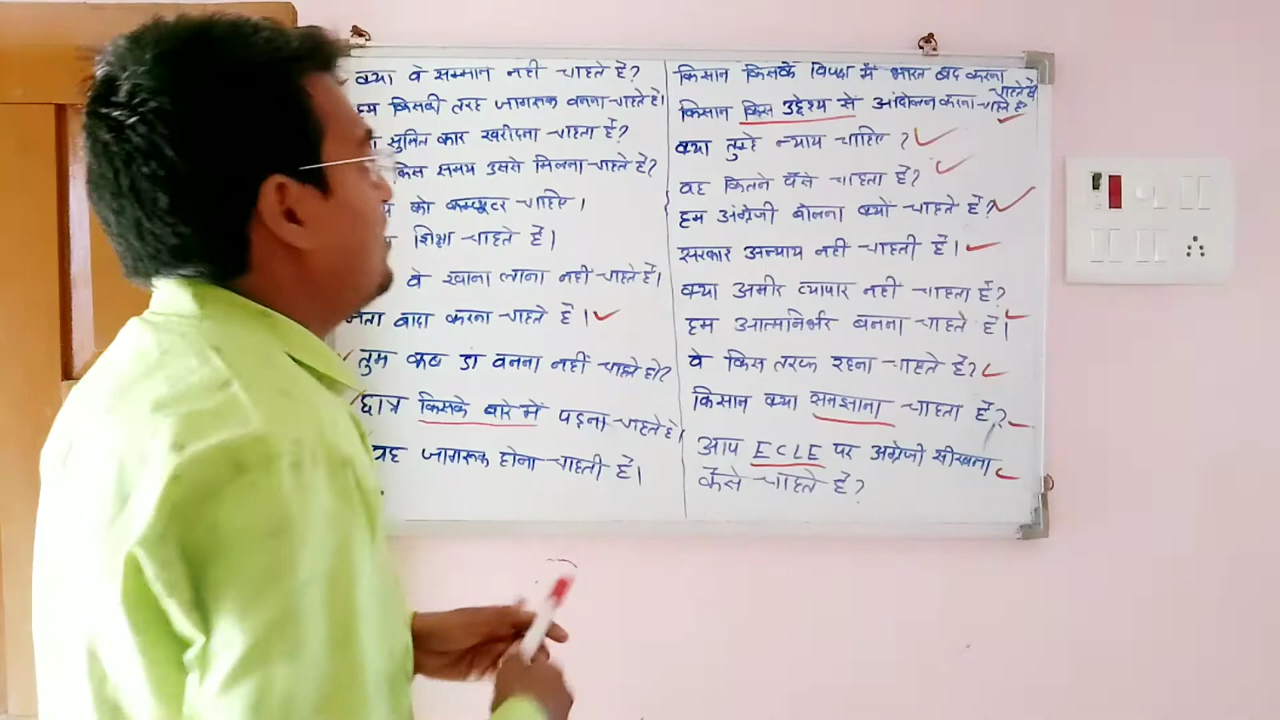 क्या वे सम्मान नहीं चाहते हैं?
हम किसकी तरह जागरूक बनना चाहते हैं।
सुमित कार खरीदना चाहता है?
किस समय उससे मिलना चाहते हैं?
को कम्प्यूटर चाहिए।
शिक्षा चाहते हैं।
वे खाना लाना नहीं चाहते हैं।
वादा करना चाहते हैं।
तुम कब डॉ बनना नहीं चाहते हो?
छात्र किसके बारे में पढ़ना चाहते हैं।
जागरूक होना चाहती हैं।
किसान किसके विपक्ष में भारत बंद करना
चाहते हैं
किसान किस उद्देश्य से आंदोलन करना चाहते हैं?
क्या तुम्हे न्याय चाहिए?
वह कितने पैसे चाहता है?
हम अंग्रेजी बोलना क्यों चाहते हैं?
सरकार अन्याय नहीं चाहती है।
क्या अमीर व्यापार नहीं चाहता है?
हम आत्मनिर्भर बनना चाहते हैं।
वे किस तरफ रहना चाहते हैं?
किसान क्या समझाना चाहता है?
आप ECLE पर अंग्रेजी सीखना
कैसे चाहते हैं?